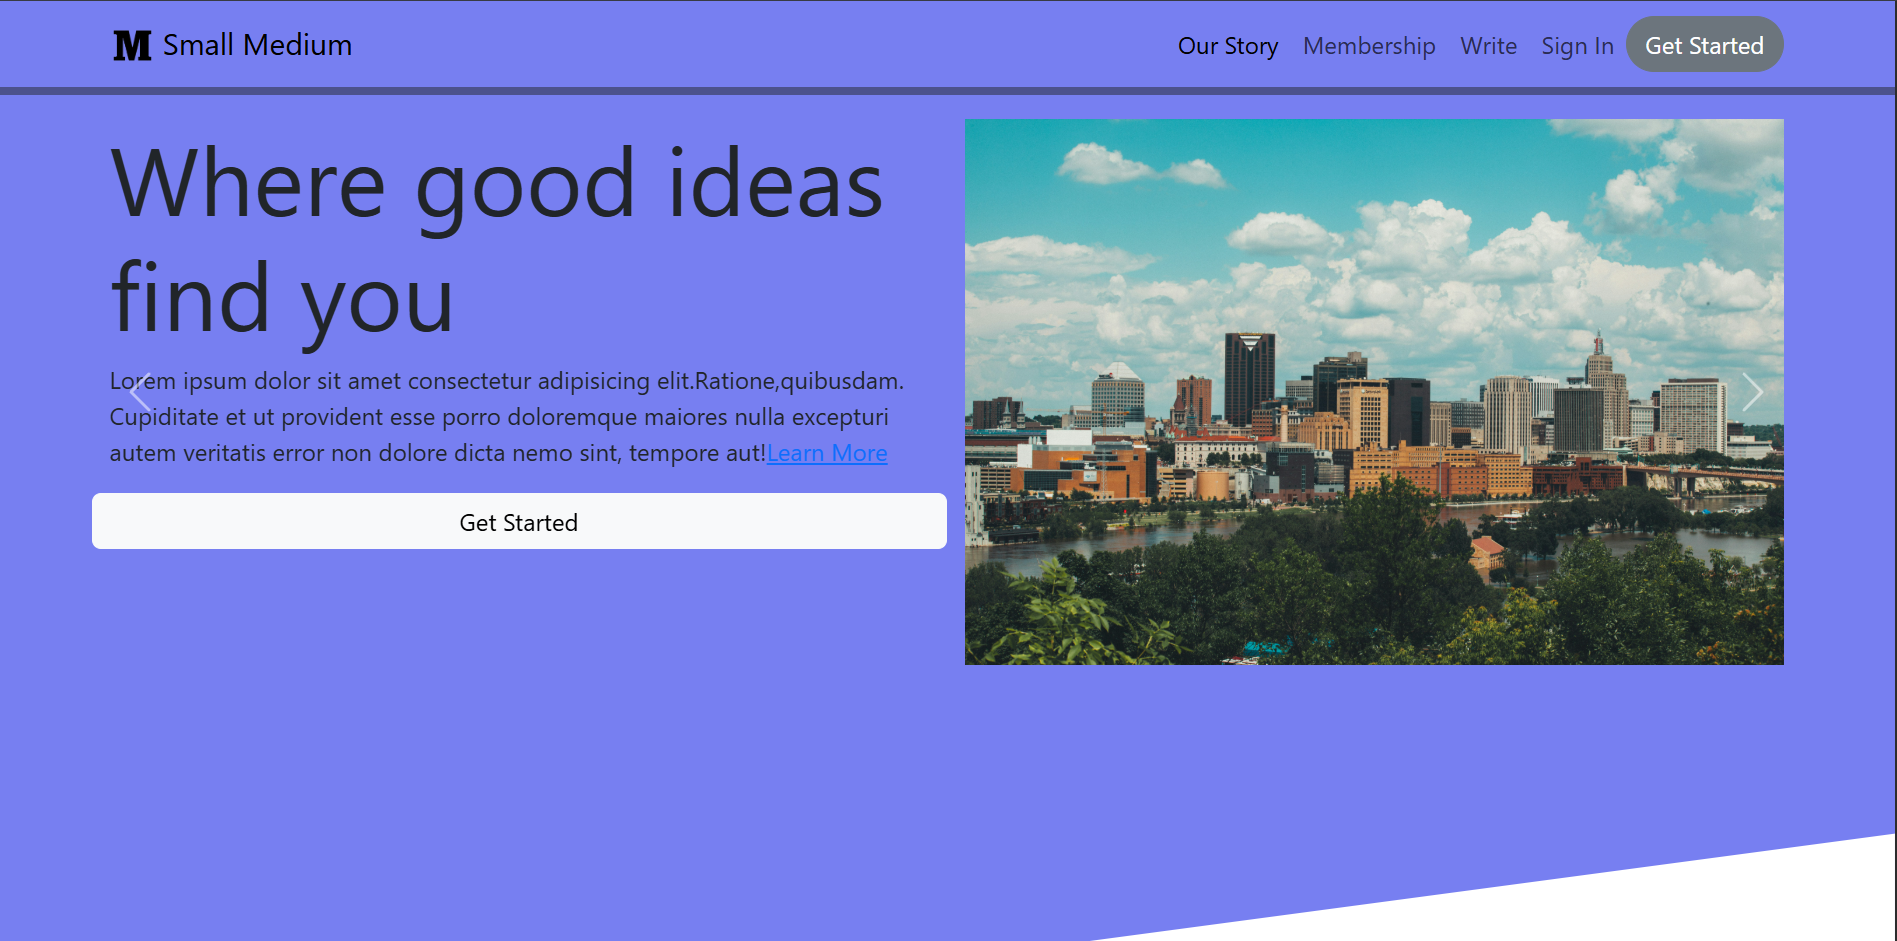 M Small Medium
Our Story Membership Write Sign In Get Started
Where good ideas
find you
Lorem ipsum dolor sit amet consectetur adipisicing elit.Ratione,quibusdam.
Cupiditate et ut provident esse porro doloremque maiores nulla excepturi
autem veritatis error non dolore dicta nemo sint, tempore aut!Learn More
Get Started